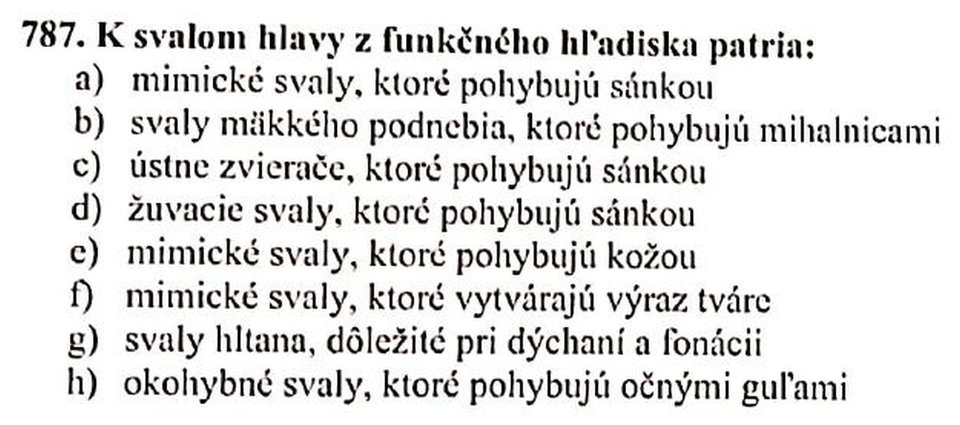 787. K svalom hlavy z funkčného hľadiska patria:
a) mimické svaly, ktoré pohybujú sánkou
b) svaly mäkkého podnebia, ktoré pohybujú mihalnicami
c) ústne zvierače, ktoré pohybujú sánkou
d) žuvacie svaly, ktoré pohybujú sánkou
e) mimické svaly, ktoré pohybujú kožou
f) mimické svaly, ktoré vytvárajú výraz tváre
g) svaly hltana, dôležité pri dýchaní a fonácii
h) okohybné svaly, ktoré pohybujú očnými guľami